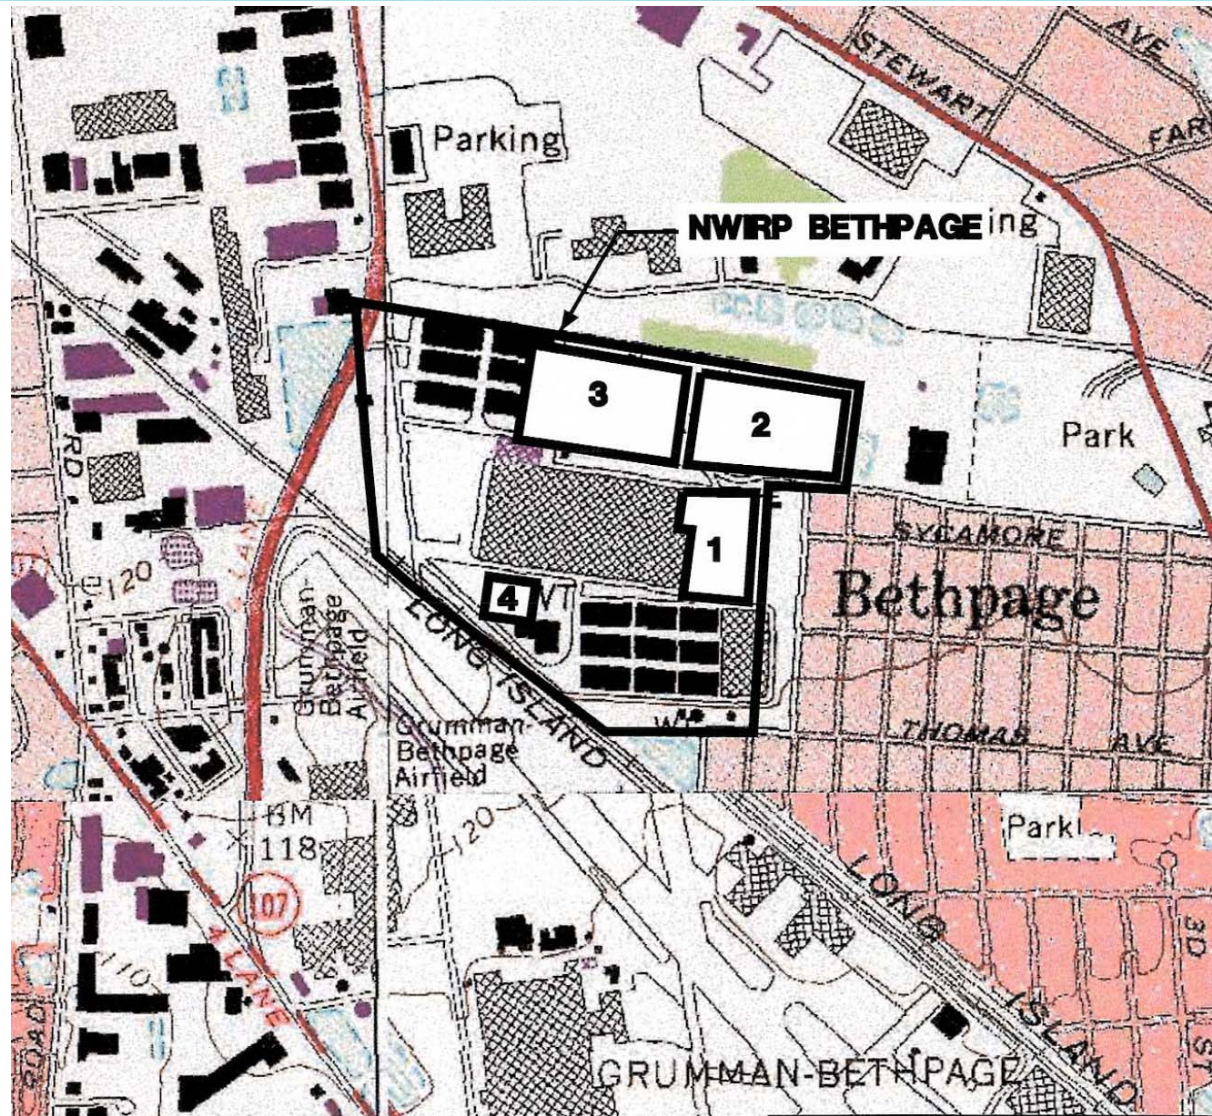 AVE
STEWART
FAR
Parking
NWIRP BETHPAGE
ing
3
2
Park
RD
SYCAMORE
1
Bethpage
120
4
LANE
Grumman-
Bethpage
Airfield
LONG ISLAND
Grumman-
Bethpage
Airfield
THOMAS AVE
BM
118
120
Park
107
4 LANE
LONG ISLAND
3D
ST
110
ROAD
GRUMMAN-BETHPAGE